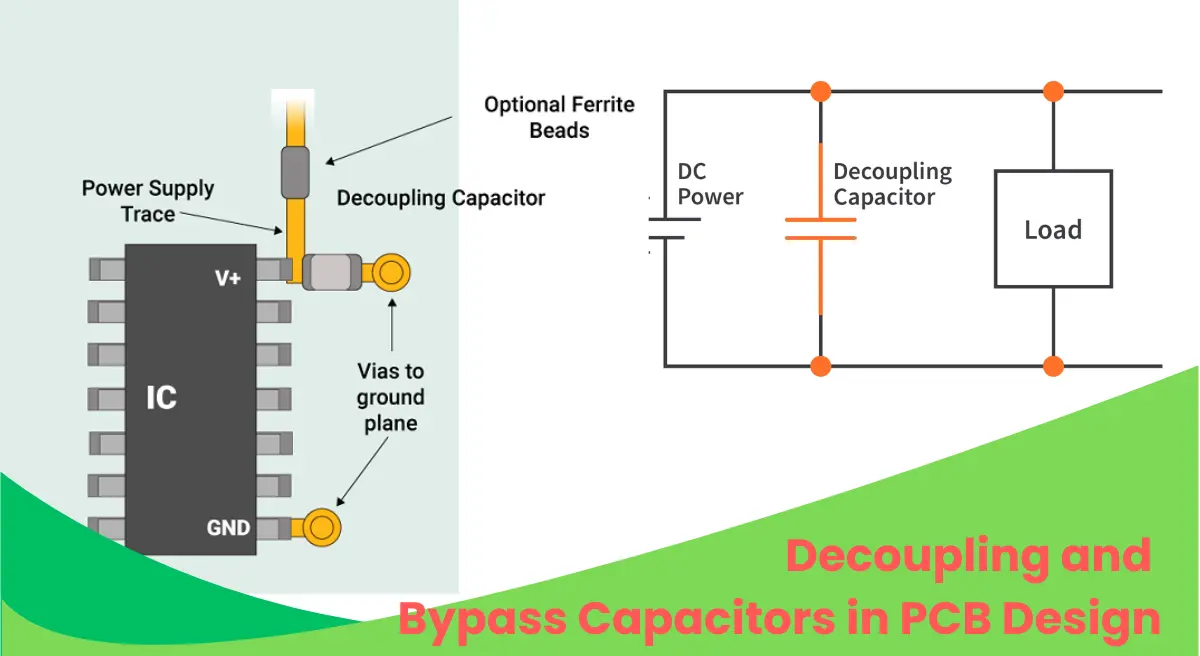 Optional Ferrite
Beads
Power Supply
Trace
Decoupling Capacitor
V+
IC
Vias to
ground
plane
GND
DC
Power
Decoupling
Capacitor
Load
Decoupling and
Bypass Capacitors in PCB Design